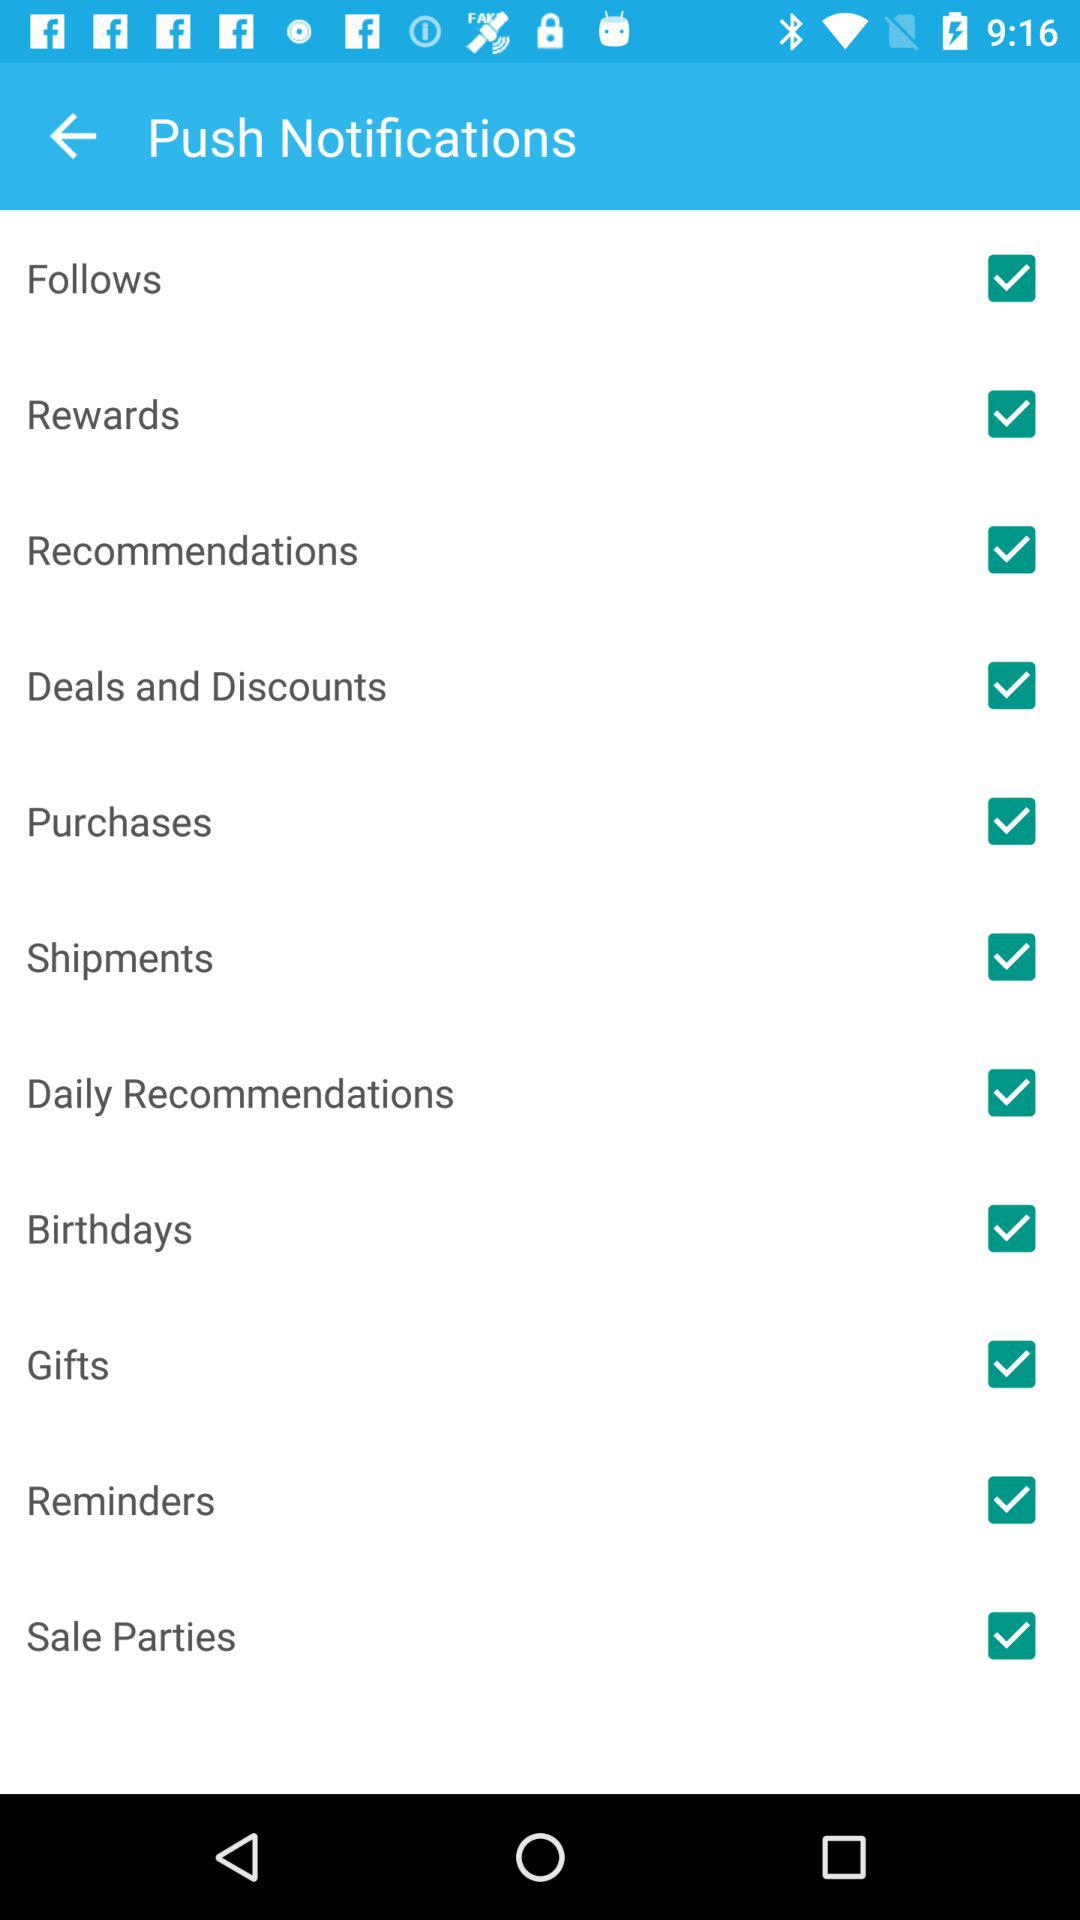 FAKE
9:16
Push Notifications
Follows
Rewards
Recommendations
Deals and Discounts
Purchases
Shipments
Daily Recommendations
Birthdays
Gifts
Reminders
Sale Parties